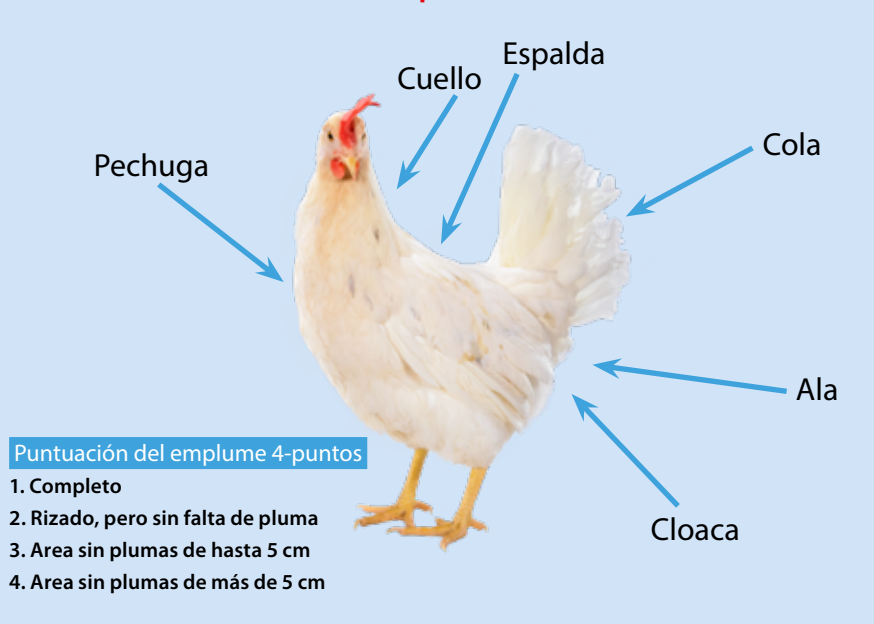 Espalda
Cuello
Cola
Pechuga
Ala
Puntuación del emplume 4-puntos
1. Completo
2. Rizado, pero sin falta de pluma
3. Area sin plumas de hasta 5 cm
4. Area sin plumas de más de 5 cm
Cloaca